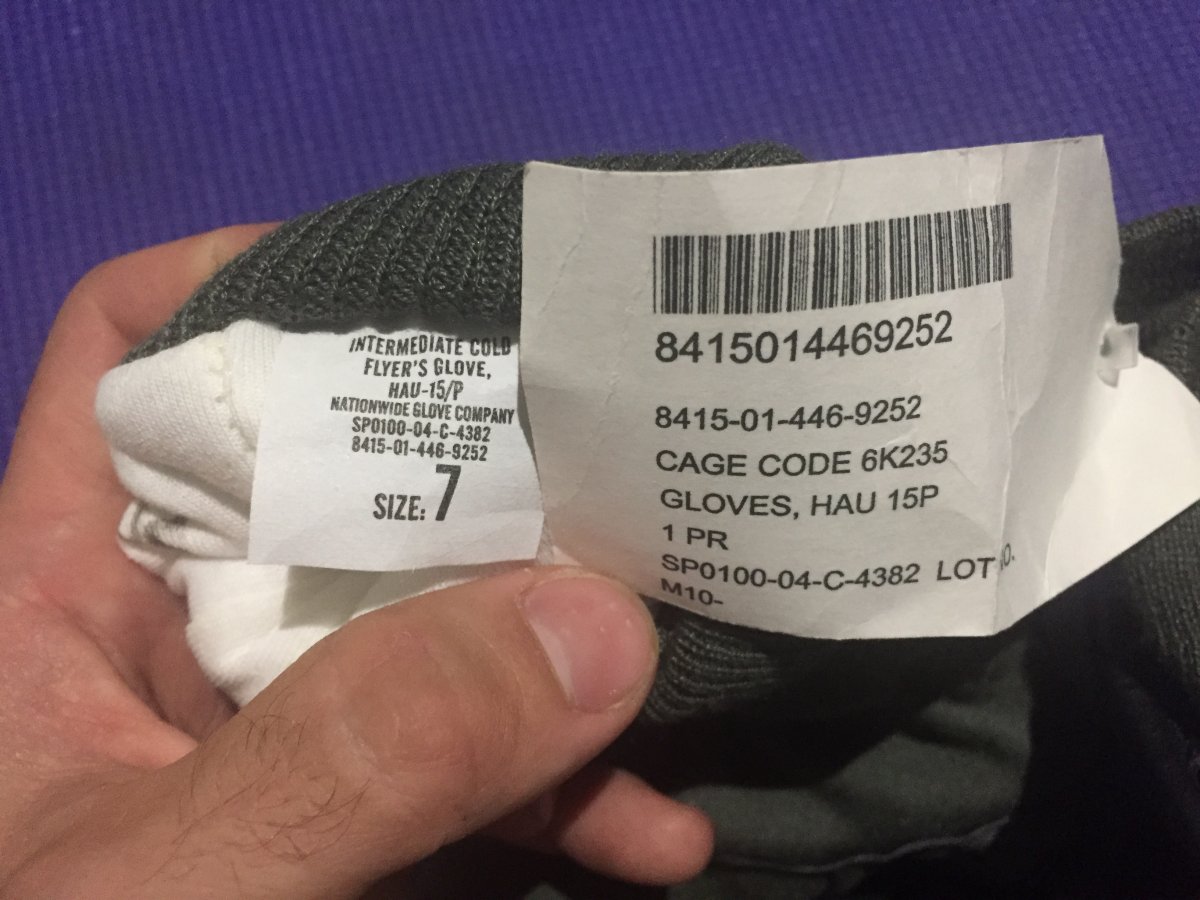 INTERMEDIATE COLD
FLYER'S GLOVE,
HAU-15/P
NATIONWIDE GLOVE COMPANY
SP0100-04-C-4382
8415-01-446-9252
SIZE: 7
8415014469252
8415-01-446-9252
CAGE CODE 6K235
GLOVES, HAU 15P
1 PR
SP0100-04-C-4382 LOT NO.
M10-